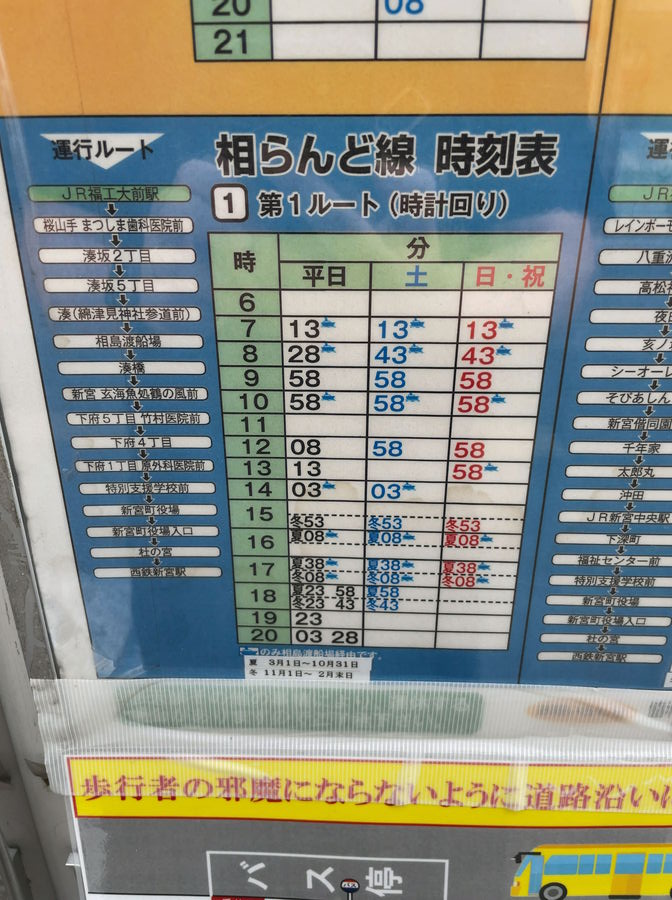 20 08
21
運行ルート
JR福工大前駅
桜山手 まつしま歯科医院前
湊坂2丁目
湊坂5丁目
湊(綿津見神社参道前)
相島渡船場
湊橋
新宮 玄海魚処鶴の風前
下府5丁目 竹村医院前
下府4丁目
下府1丁目 原外科医院前
特別支援学校前
新宮町役場
新宮町役場入口
杜の宮
西鉄新宮駅
相らんど線 時刻表
1 第1ルート(時計回り)
時 分
平日 土 日・祝
6
7 13 13 13
8 28 43 43
9 58 58 58
10 58 58 58
11
12 08 58 58
13 13 58
14 03 03
15 冬53 冬53 冬53
16 夏08 夏08 夏08
17 夏38 夏38 夏38
冬08 冬08 冬08
18 夏23 58 夏58
冬23 43 冬43
19 23
20 03 28
のみ相島渡船場経由です。
夏 3月1日~10月31日
冬 11月1日~ 2月末日
運
JR
レインボーモ
八重洲
高松神
夜臼
亥ノ
シーオーレ
そぴあしん
新宮偕同園
千年家
太郎丸
沖田
JR新宮中央駅
下深町
福祉センター前
特別支援学校前
新宮町役場
新宮町役場入口
杜の宮
西鉄新宮駅
歩行者の邪魔にならないように道路沿いに
バス停
バス